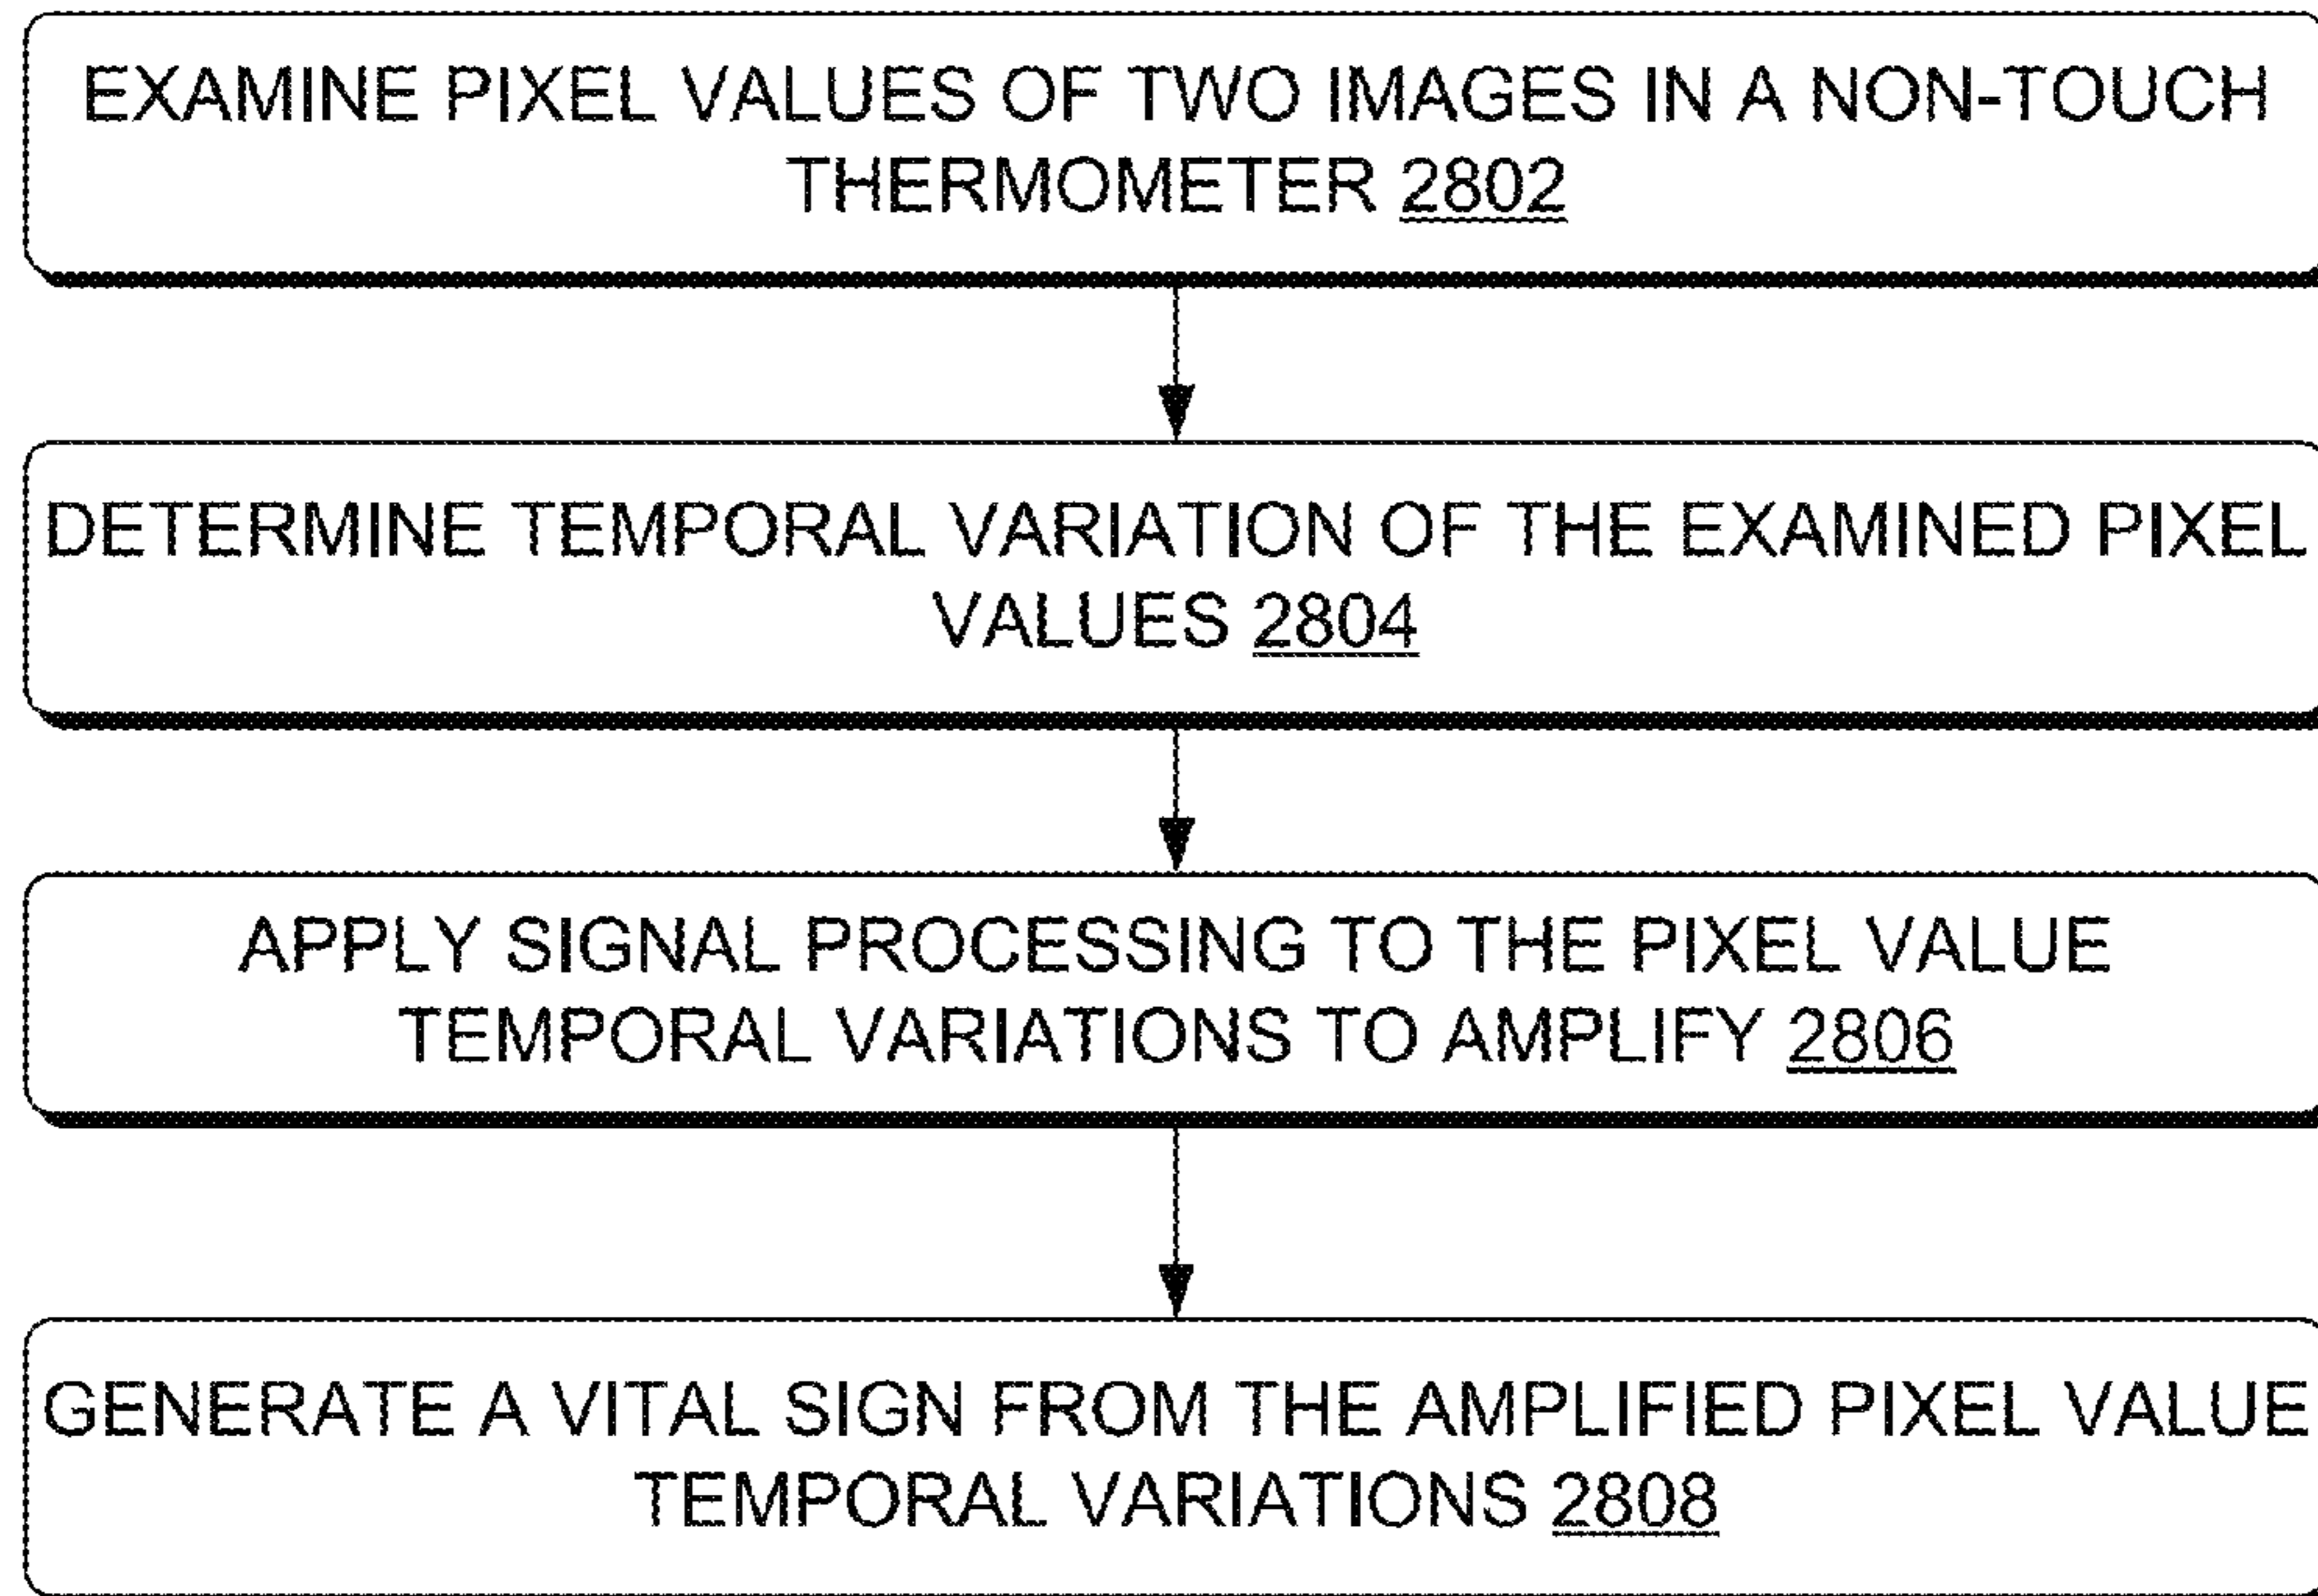 EXAMINE PIXEL VALUES OF TWO IMAGES IN A NON-TOUCH
THERMOMETER 2802
DETERMINE TEMPORAL VARIATION OF THE EXAMINED PIXEL
VALUES 2804
APPLY SIGNAL PROCESSING TO THE PIXEL VALUE
TEMPORAL VARIATIONS TO AMPLIFY 2806
GENERATE A VITAL SIGN FROM THE AMPLIFIED PIXEL VALUE
TEMPORAL VARIATIONS 2808